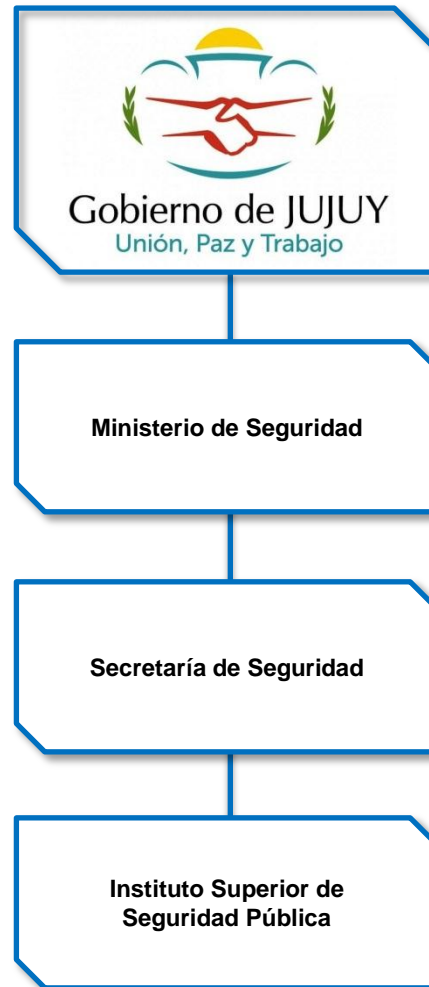 Gobierno de JUJUY
Unión, Paz y Trabajo
Ministerio de Seguridad
Secretaría de Seguridad
Instituto Superior de
Seguridad Pública